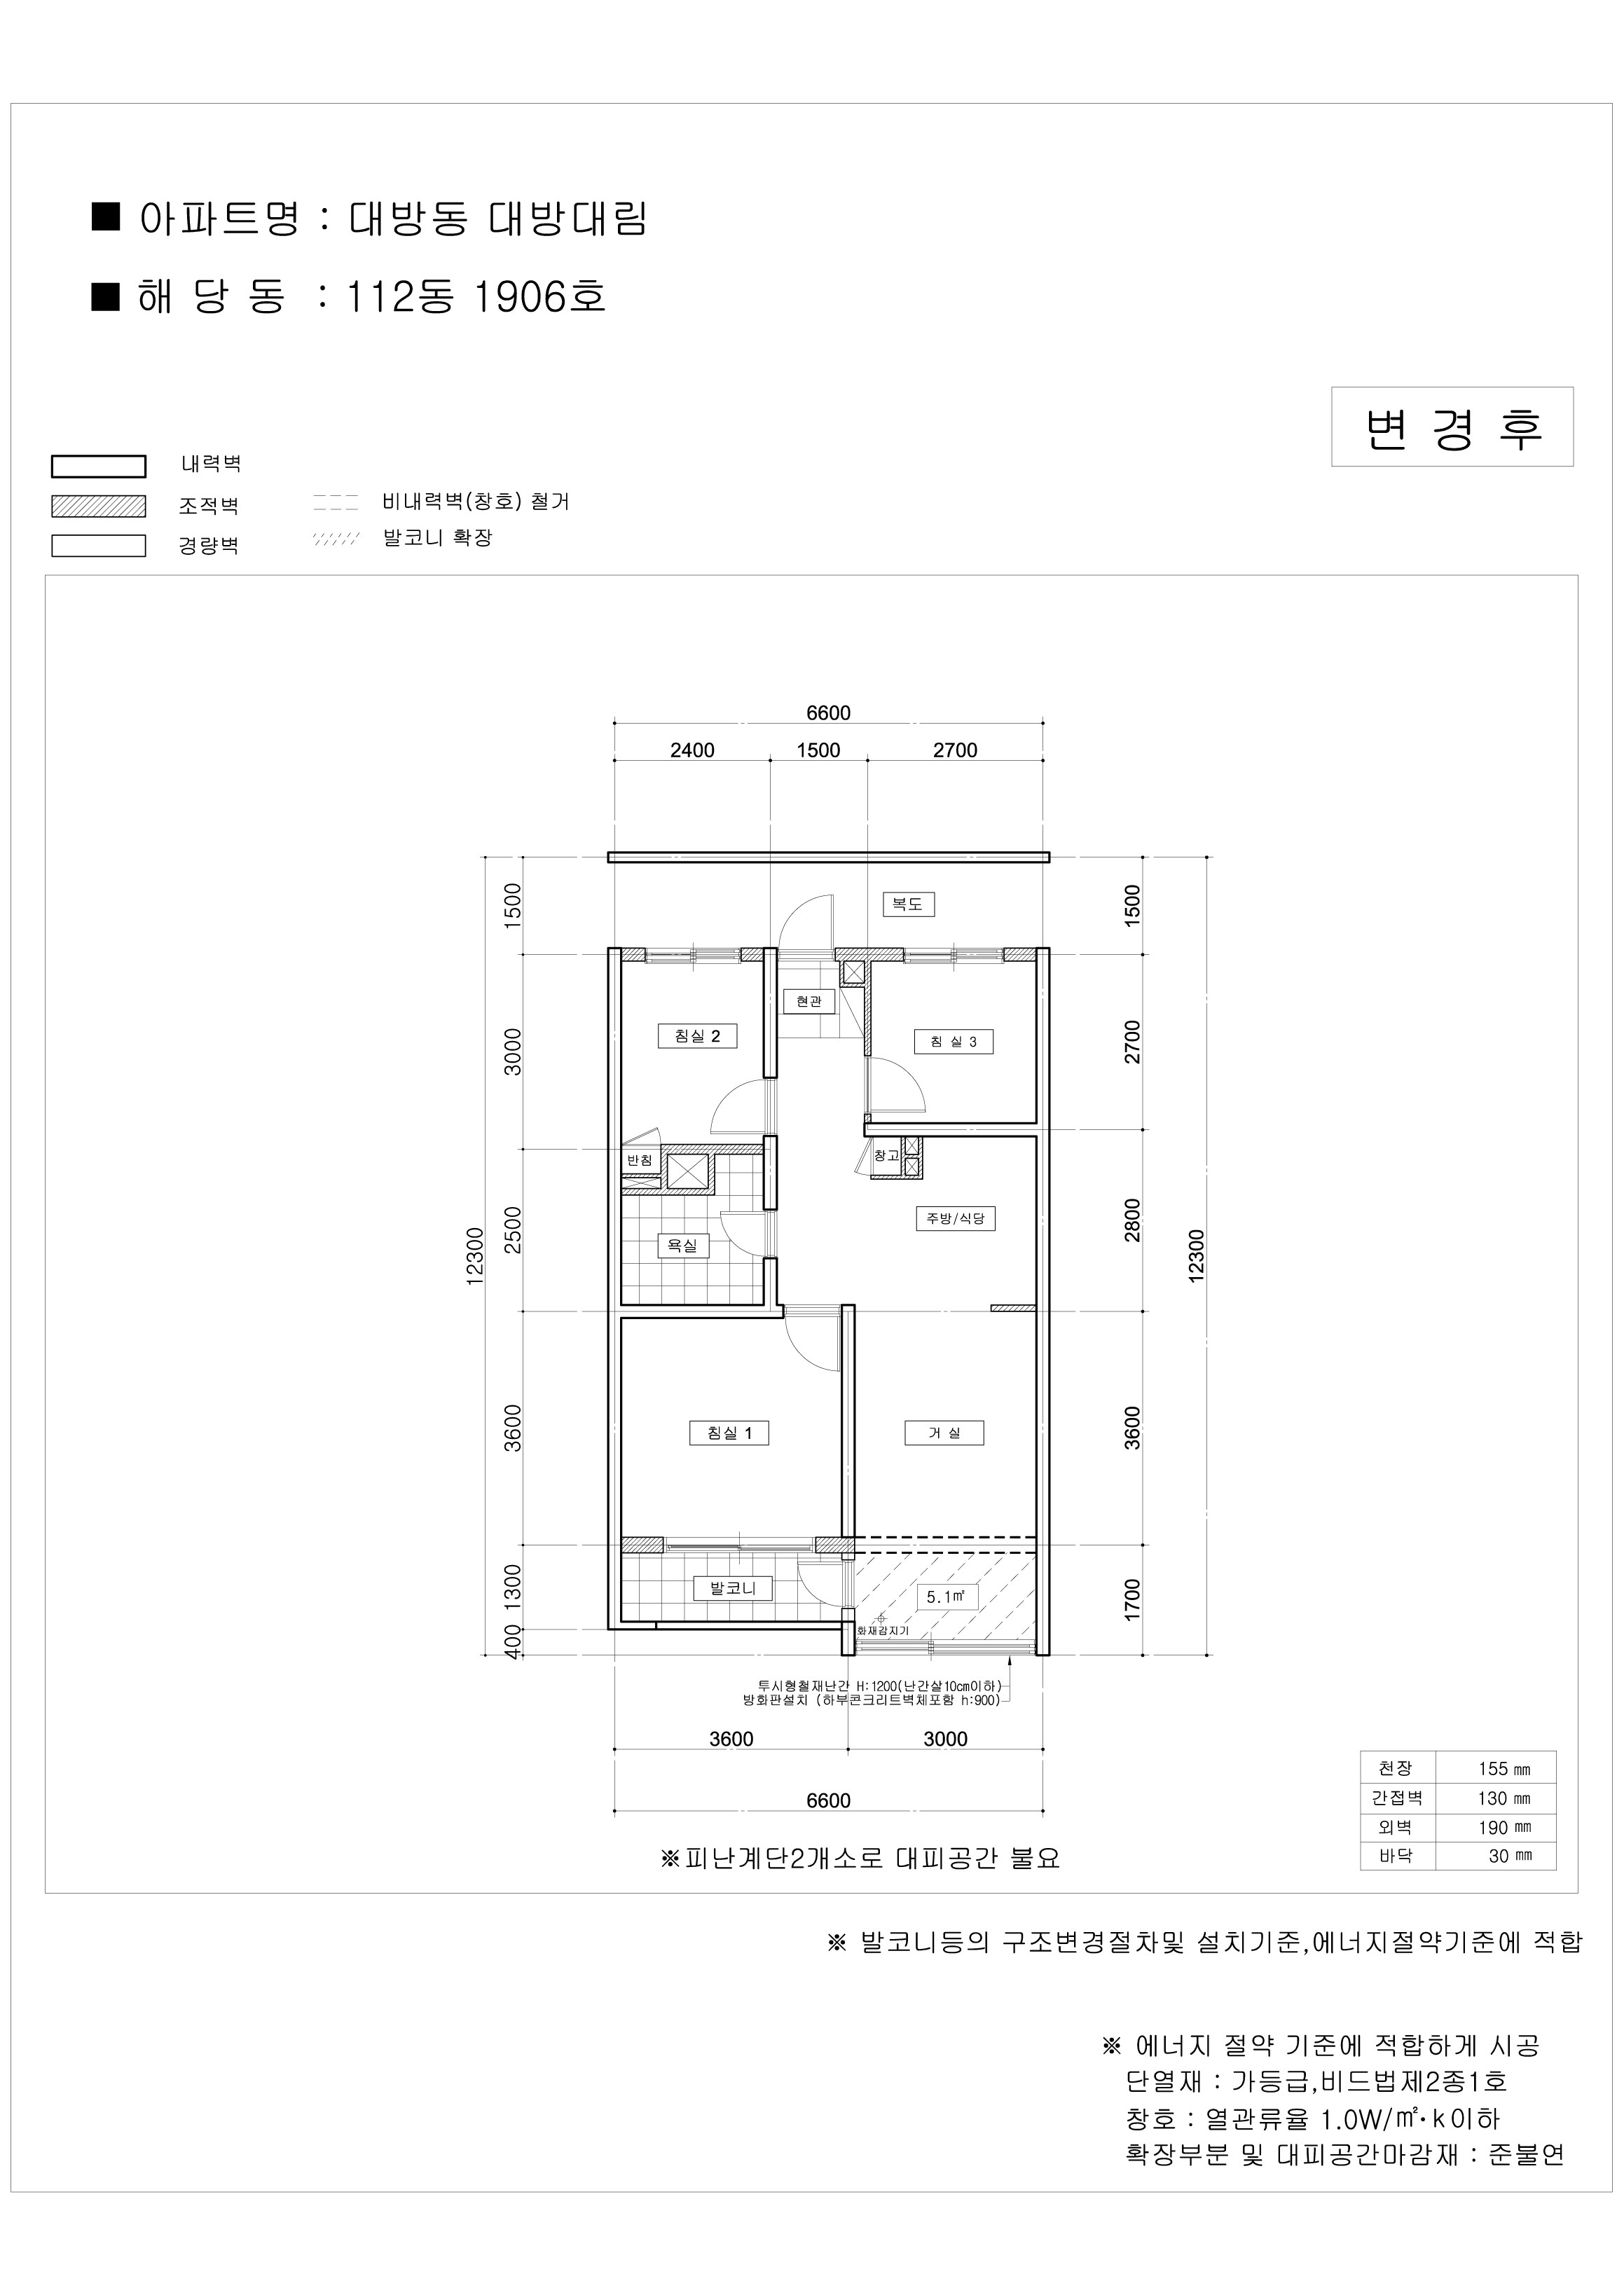 ■ 아파트명 : 대방동 대방대림
■ 해 당 동 : 112동 1906호
변 경 후
내력벽
조적벽
경량벽
비내력벽(창호) 철거
발코니 확장
6600
2400 1500 2700
복도
현관
침실 2
침 실 3
반침
창고
욕실
주방/식당
침실 1
거 실
발코니
5.1㎡
화재감지기
12300
1500
3000
2500
3600
1300
400
1500
2700
2800
3600
1700
12300
투시형철재난간 H:1200(난간살10㎝이하)
방화판설치 (하부콘크리트벽체포함 h:900)
3600 3000
6600
천장 155 ㎜
간접벽 130 ㎜
외벽 190 ㎜
바닥 30 ㎜
※피난계단2개소로 대피공간 불요
※ 발코니등의 구조변경절차및 설치기준,에너지절약기준에 적합
※ 에너지 절약 기준에 적합하게 시공
단열재 : 가등급,비드법제2종1호
창호 : 열관류율 1.0W/㎡·k이하
확장부분 및 대피공간마감재 : 준불연